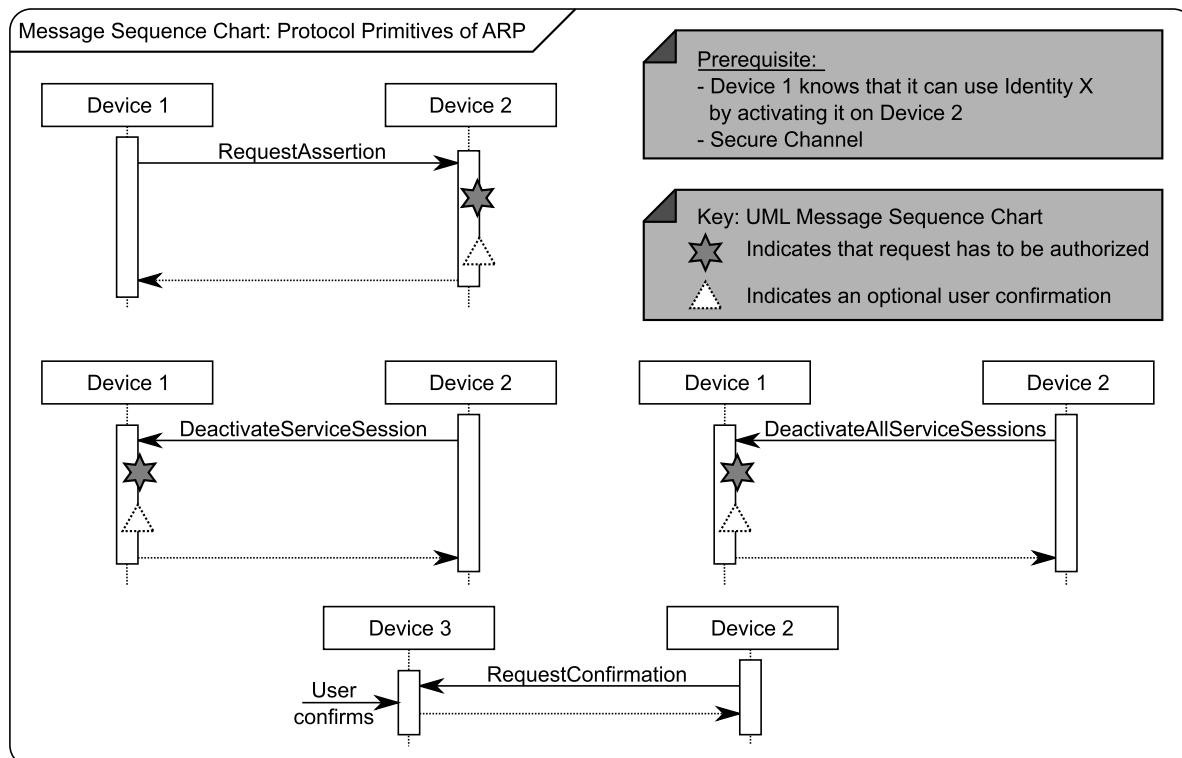 Message Sequence Chart: Protocol Primitives of ARP
Prerequisite:
- Device 1 knows that it can use Identity X
by activating it on Device 2
- Secure Channel
Device 1
Device 2
RequestAssertion
Key: UML Message Sequence Chart
Indicates that request has to be authorized
Indicates an optional user confirmation
Device 1
Device 2
DeactivateServiceSession
Device 1
Device 2
DeactivateAllServiceSessions
Device 3
Device 2
RequestConfirmation
User
confirms